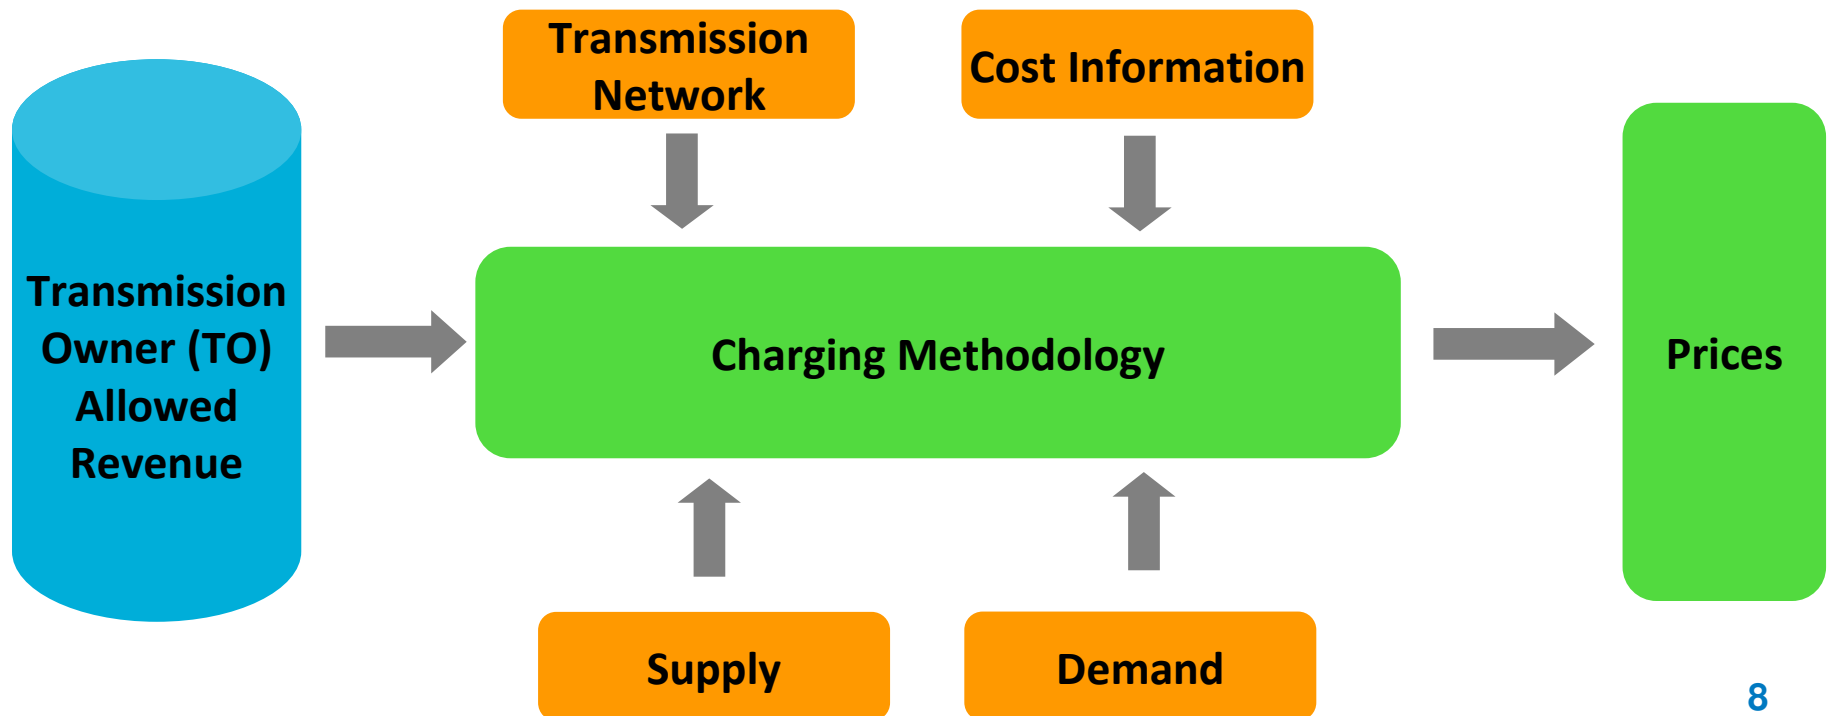 Transmission
Network
Cost Information
Transmission
Owner (TO)
Allowed
Revenue
Charging Methodology
Prices
Supply
Demand
8